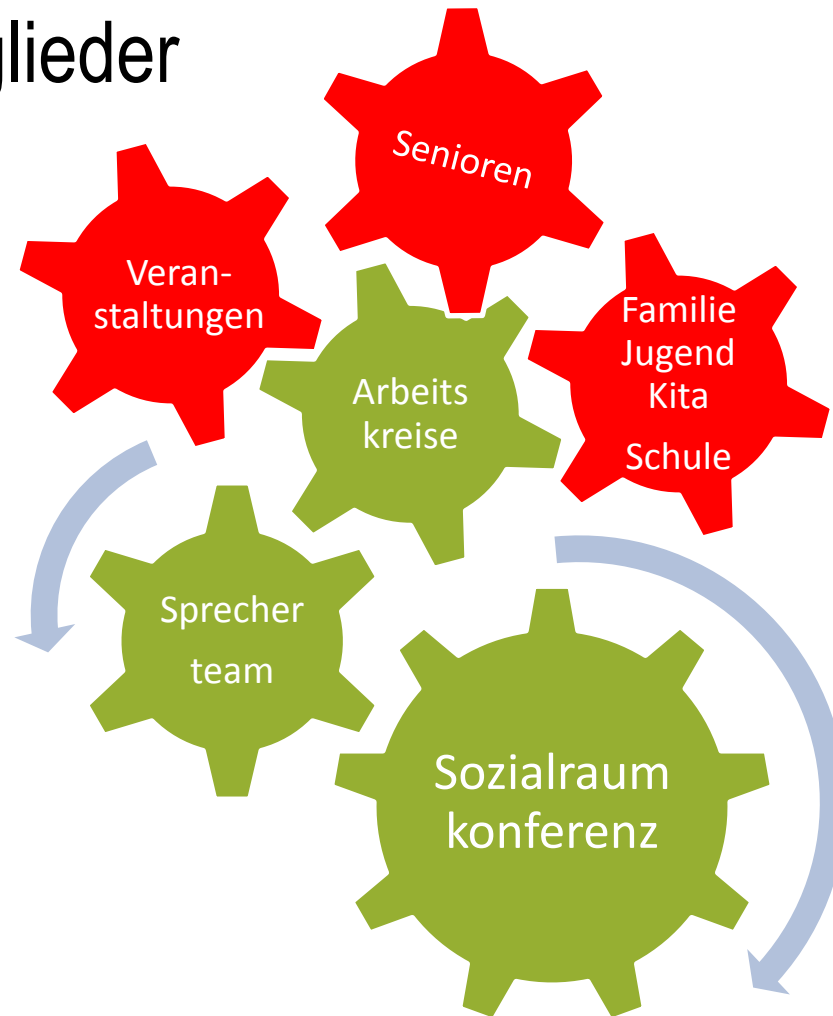 glieder
Senioren
Veran-
staltungen
Familie
Jugend
Kita
Schule
Arbeits
kreise
Sprecher
team
Sozialraum
konferenz